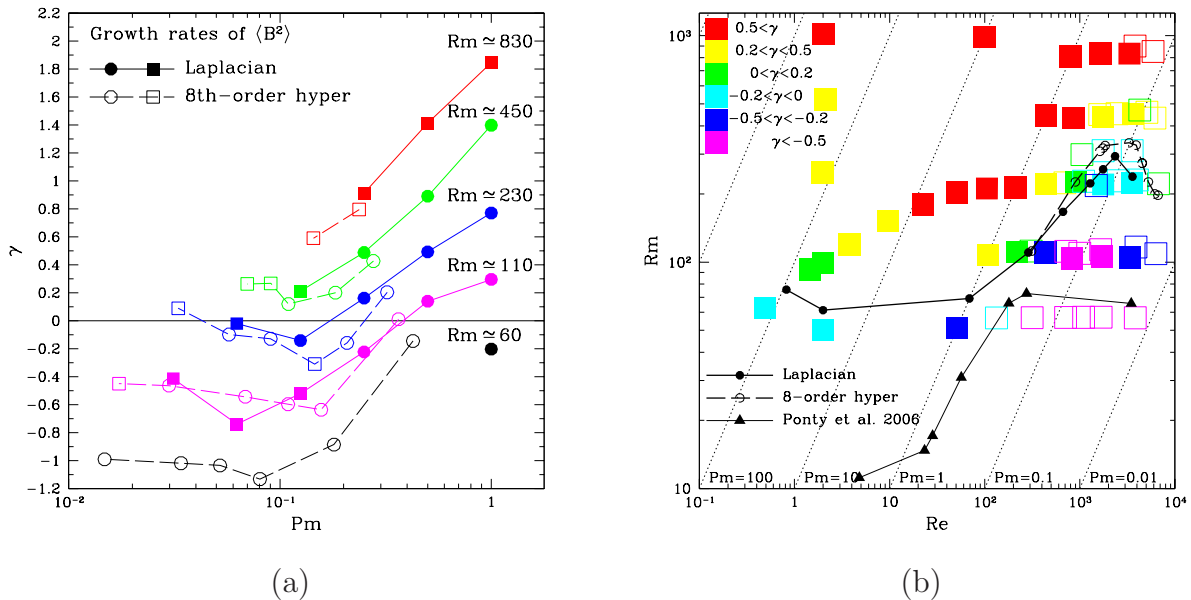 Growth rates of ⟨B²⟩
Laplacian
8th-order hyper
Rm ≃ 830
Rm ≃ 450
Rm ≃ 230
Rm ≃ 110
Rm ≃ 60
2.2
2
1.8
1.6
1.4
1.2
1
0.8
0.6
0.4
0.2
0
−0.2
−0.4
−0.6
−0.8
−1
−1.2
γ
10⁻²
10⁻¹
1
Pm
(a)
0.5<γ
0.2<γ<0.5
0<γ<0.2
−0.2<γ<0
−0.5<γ<−0.2
γ<−0.5
Laplacian
8-order hyper
Ponty et al. 2006
Pm=100
Pm=10
Pm=1
Pm=0.1
Pm=0.01
10³
10²
10
Rm
10⁻¹
1
10
10²
10³
10⁴
Re
(b)